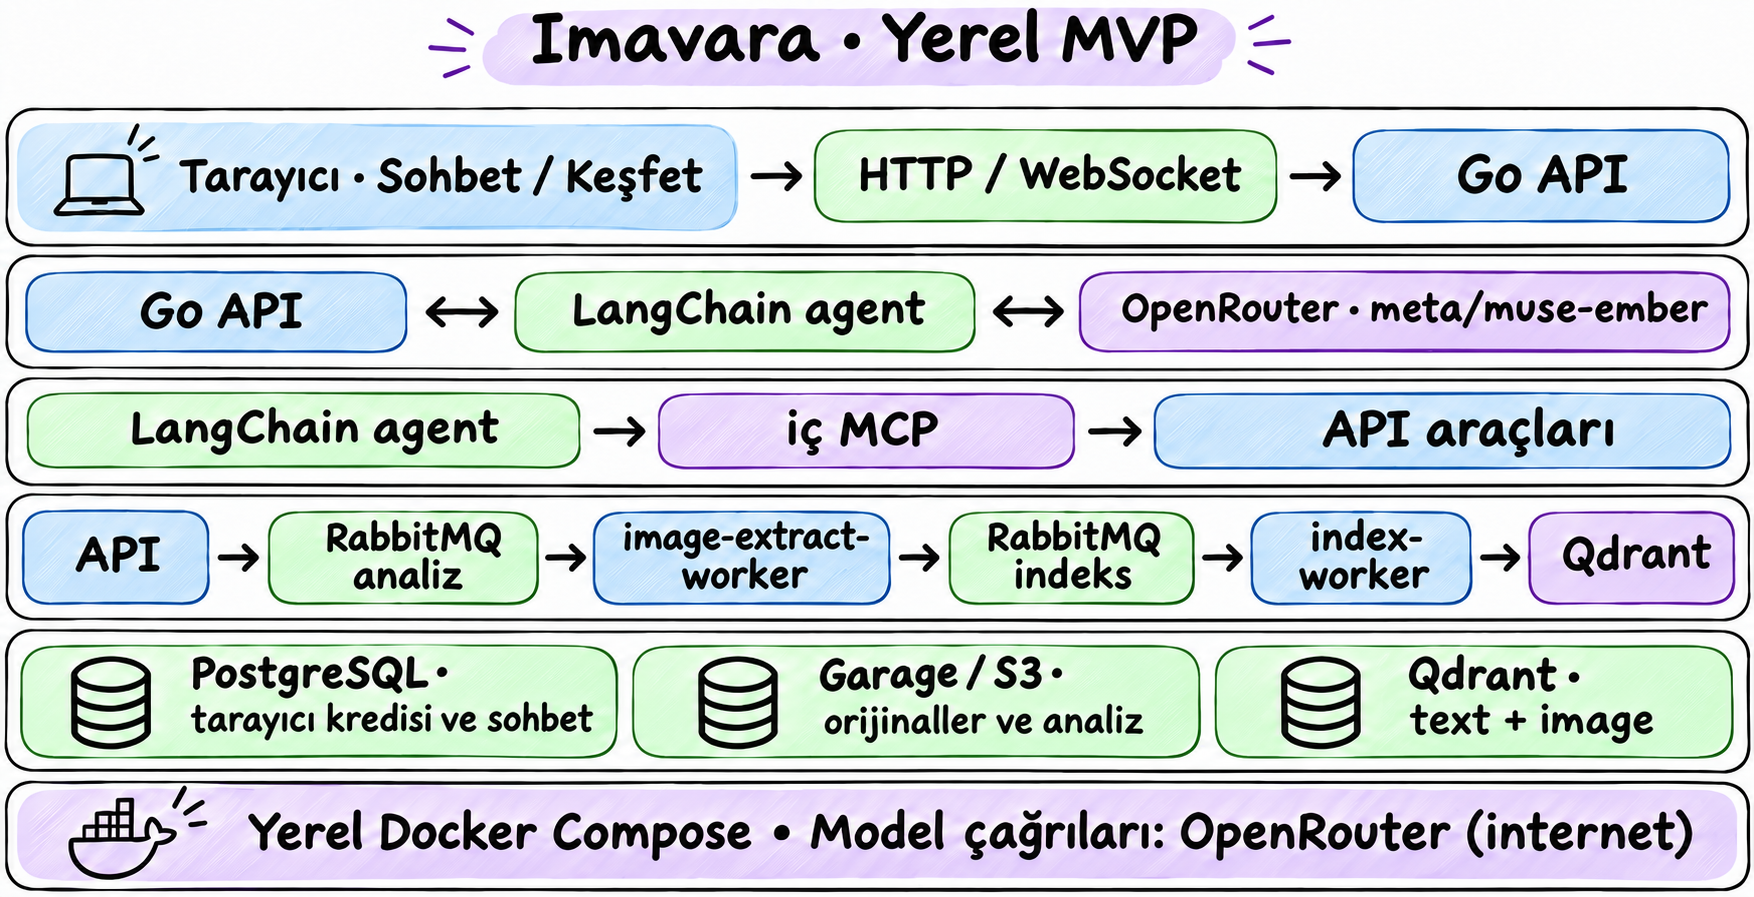 Imavara • Yerel MVP
Tarayıcı • Sohbet / Keşfet → HTTP / WebSocket → Go API
Go API ↔ LangChain agent ↔ OpenRouter • meta/muse-ember
LangChain agent → iç MCP → API araçları
API → RabbitMQ analiz → image-extract-worker → RabbitMQ indeks → index-worker → Qdrant
PostgreSQL •
tarayıcı kredisi ve sohbet
Garage / S3 •
orijinaller ve analiz
Qdrant •
text + image
Yerel Docker Compose • Model çağrıları: OpenRouter (internet)